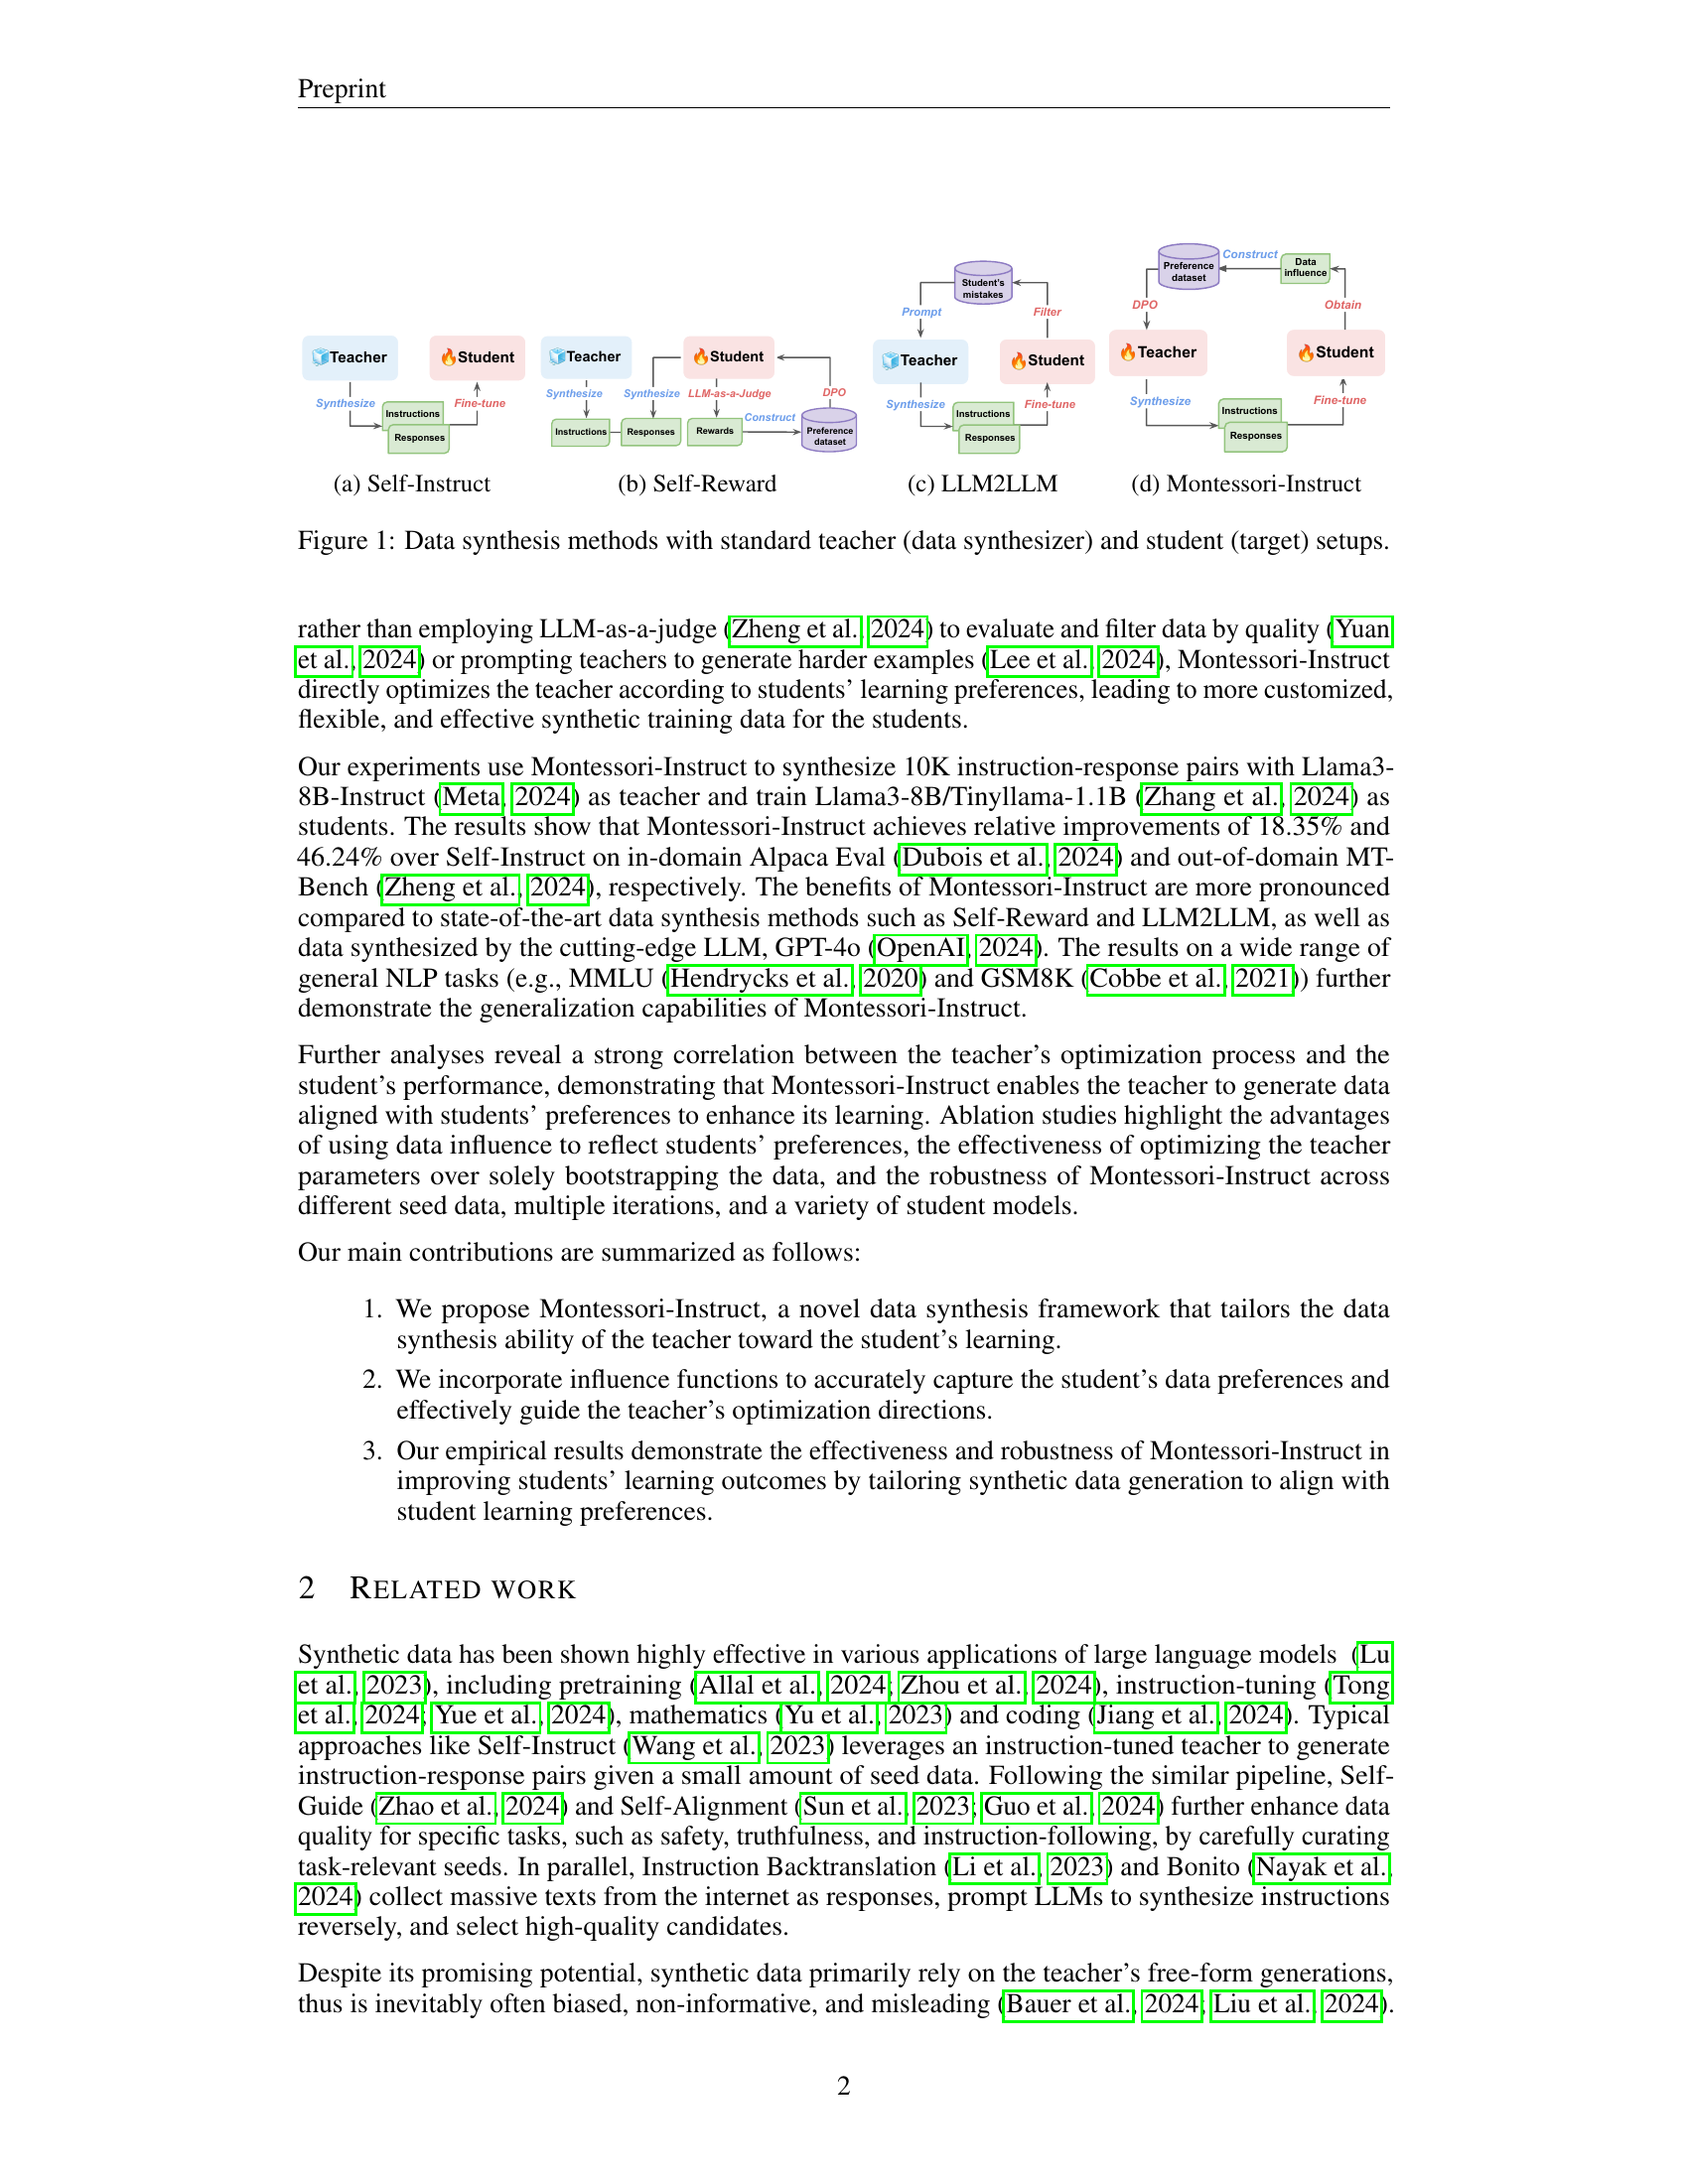 Preprint
Teacher
Student
Synthesize
Fine-tune
Instructions
Responses
(a) Self-Instruct
Teacher
Student
Synthesize
Synthesize
LLM-as-a-Judge
DPO
Construct
Instructions
Responses
Rewards
Preference
dataset
(b) Self-Reward
Student's
mistakes
Prompt
Filter
Teacher
Student
Synthesize
Fine-tune
Instructions
Responses
(c) LLM2LLM
Preference
dataset
Construct
Data
influence
DPO
Obtain
Teacher
Student
Synthesize
Fine-tune
Instructions
Responses
(d) Montessori-Instruct
Figure 1: Data synthesis methods with standard teacher (data synthesizer) and student (target) setups.
rather than employing LLM-as-a-judge (Zheng et al., 2024) to evaluate and filter data by quality (Yuan
et al., 2024) or prompting teachers to generate harder examples (Lee et al., 2024), Montessori-Instruct
directly optimizes the teacher according to students' learning preferences, leading to more customized,
flexible, and effective synthetic training data for the students.
Our experiments use Montessori-Instruct to synthesize 10K instruction-response pairs with Llama3-
8B-Instruct (Meta, 2024) as teacher and train Llama3-8B/Tinyllama-1.1B (Zhang et al., 2024) as
students. The results show that Montessori-Instruct achieves relative improvements of 18.35% and
46.24% over Self-Instruct on in-domain Alpaca Eval (Dubois et al., 2024) and out-of-domain MT-
Bench (Zheng et al., 2024), respectively. The benefits of Montessori-Instruct are more pronounced
compared to state-of-the-art data synthesis methods such as Self-Reward and LLM2LLM, as well as
data synthesized by the cutting-edge LLM, GPT-4o (OpenAI, 2024). The results on a wide range of
general NLP tasks (e.g., MMLU (Hendrycks et al., 2020) and GSM8K (Cobbe et al., 2021)) further
demonstrate the generalization capabilities of Montessori-Instruct.
Further analyses reveal a strong correlation between the teacher's optimization process and the
student's performance, demonstrating that Montessori-Instruct enables the teacher to generate data
aligned with students' preferences to enhance its learning. Ablation studies highlight the advantages
of using data influence to reflect students' preferences, the effectiveness of optimizing the teacher
parameters over solely bootstrapping the data, and the robustness of Montessori-Instruct across
different seed data, multiple iterations, and a variety of student models.
Our main contributions are summarized as follows:
1. We propose Montessori-Instruct, a novel data synthesis framework that tailors the data
synthesis ability of the teacher toward the student's learning.
2. We incorporate influence functions to accurately capture the student's data preferences and
effectively guide the teacher's optimization directions.
3. Our empirical results demonstrate the effectiveness and robustness of Montessori-Instruct in
improving students' learning outcomes by tailoring synthetic data generation to align with
student learning preferences.
2 RELATED WORK
Synthetic data has been shown highly effective in various applications of large language models (Lu
et al., 2023), including pretraining (Allal et al., 2024; Zhou et al., 2024), instruction-tuning (Tong
et al., 2024; Yue et al., 2024), mathematics (Yu et al., 2023) and coding (Jiang et al., 2024). Typical
approaches like Self-Instruct (Wang et al., 2023) leverages an instruction-tuned teacher to generate
instruction-response pairs given a small amount of seed data. Following the similar pipeline, Self-
Guide (Zhao et al., 2024) and Self-Alignment (Sun et al., 2023; Guo et al., 2024) further enhance data
quality for specific tasks, such as safety, truthfulness, and instruction-following, by carefully curating
task-relevant seeds. In parallel, Instruction Backtranslation (Li et al., 2023) and Bonito (Nayak et al.,
2024) collect massive texts from the internet as responses, prompt LLMs to synthesize instructions
reversely, and select high-quality candidates.
Despite its promising potential, synthetic data primarily rely on the teacher's free-form generations,
thus is inevitably often biased, non-informative, and misleading (Bauer et al., 2024; Liu et al., 2024).
2